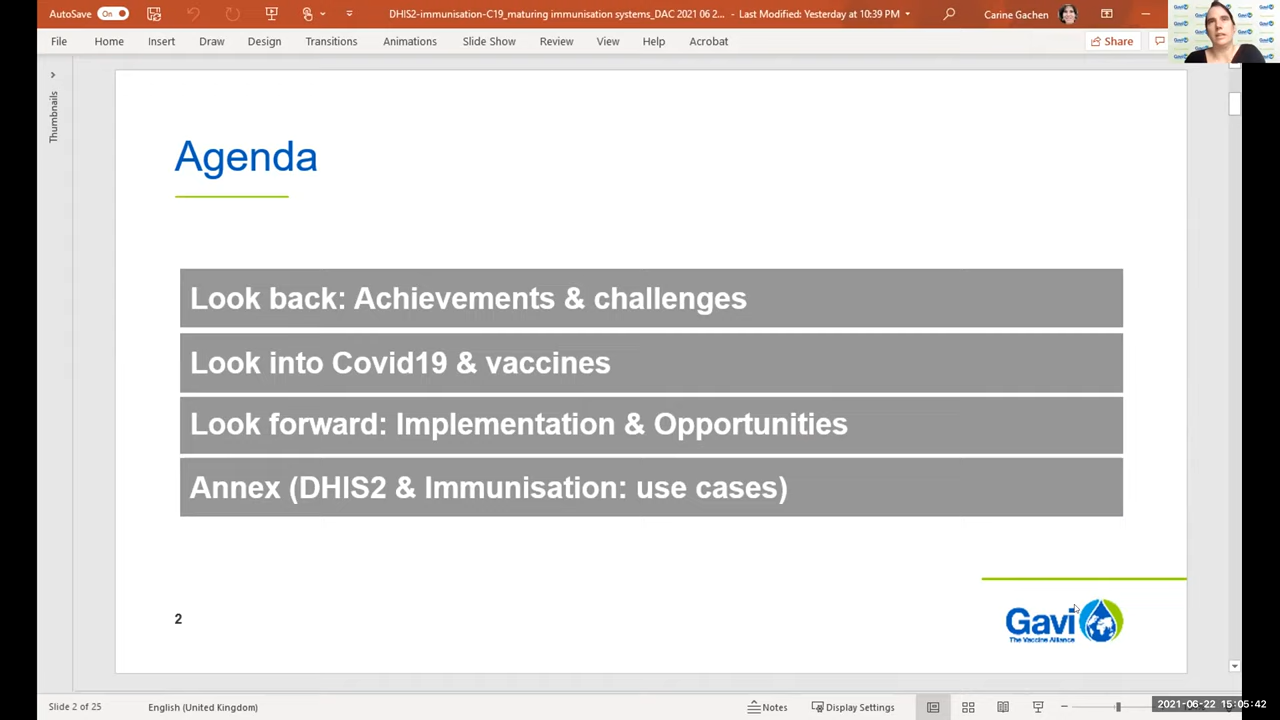 AutoSave On
DHIS2-immunisation-C19_maturing immunisation systems_DAC 2021 06 2... - Last Modified: Yesterday at 10:39 PM
Carine Gachen
File Home Insert Draw Design Transitions Animations Slide Show Review View Help Acrobat
Share
Thumbnails
Agenda
Look back: Achievements & challenges
Look into Covid19 & vaccines
Look forward: Implementation & Opportunities
Annex (DHIS2 & Immunisation: use cases)
2
Gavi
The Vaccine Alliance
Slide 2 of 25 English (United Kingdom) Notes Display Settings
2021-06-22 15:05:42